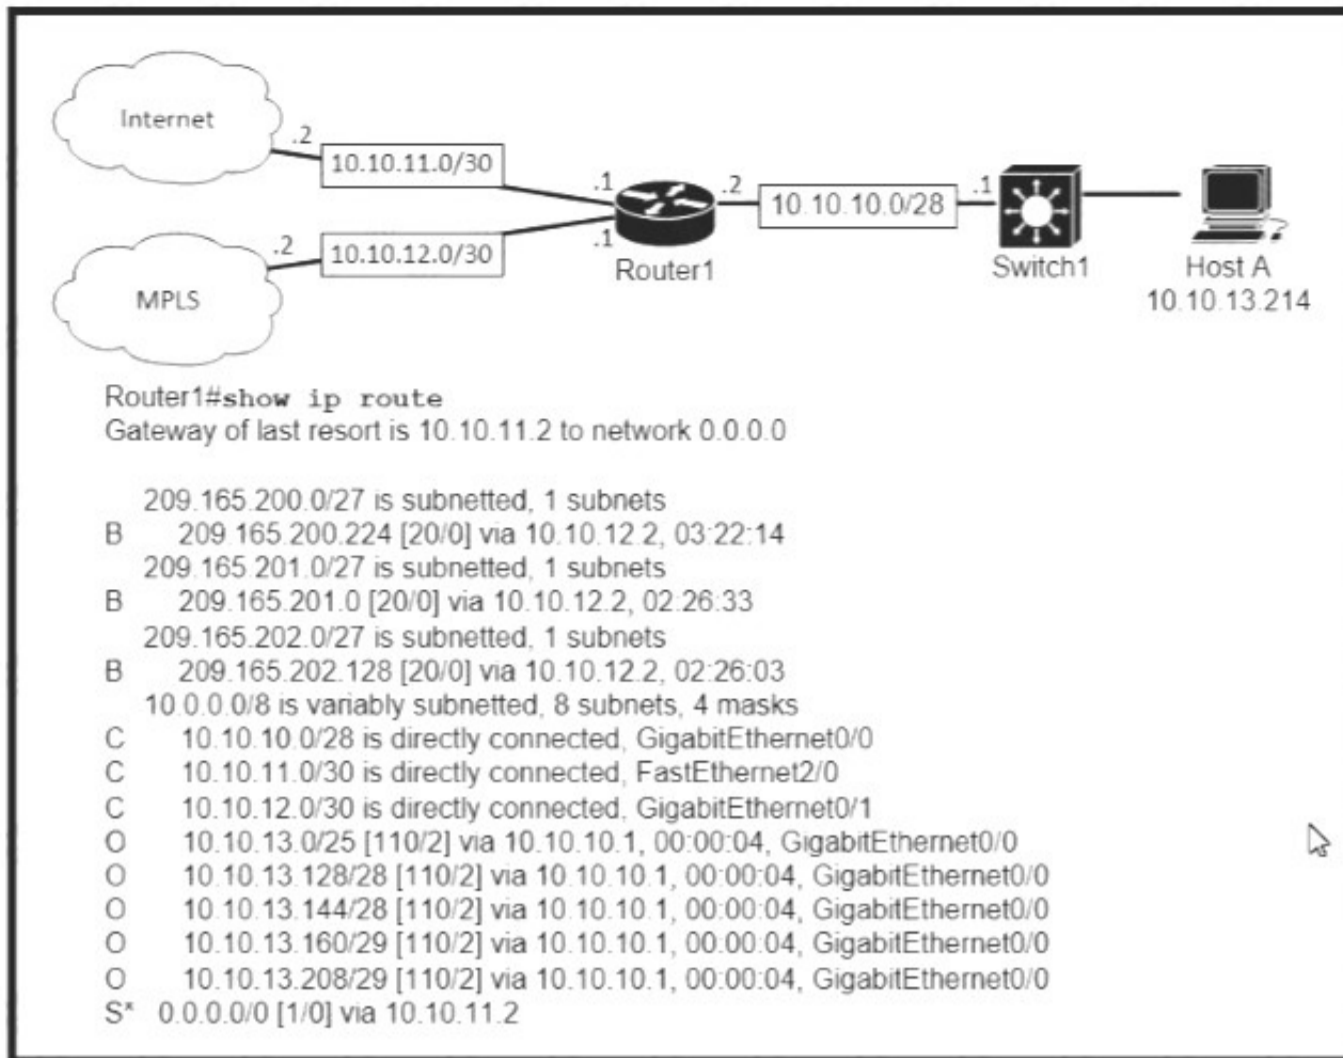 Internet
.2
10.10.11.0/30
.1
.2
10.10.10.0/28
.1
.2
10.10.12.0/30
.1
Router1
Switch1
Host A
10.10.13.214
MPLS
Router1#show ip route
Gateway of last resort is 10.10.11.2 to network 0.0.0.0
209.165.200.0/27 is subnetted, 1 subnets
B 209.165.200.224 [20/0] via 10.10.12.2, 03:22:14
209.165.201.0/27 is subnetted, 1 subnets
B 209.165.201.0 [20/0] via 10.10.12.2, 02:26:33
209.165.202.0/27 is subnetted, 1 subnets
B 209.165.202.128 [20/0] via 10.10.12.2, 02:26:03
10.0.0.0/8 is variably subnetted, 8 subnets, 4 masks
C 10.10.10.0/28 is directly connected, GigabitEthernet0/0
C 10.10.11.0/30 is directly connected, FastEthernet2/0
C 10.10.12.0/30 is directly connected, GigabitEthernet0/1
O 10.10.13.0/25 [110/2] via 10.10.10.1, 00:00:04, GigabitEthernet0/0
O 10.10.13.128/28 [110/2] via 10.10.10.1, 00:00:04, GigabitEthernet0/0
O 10.10.13.144/28 [110/2] via 10.10.10.1, 00:00:04, GigabitEthernet0/0
O 10.10.13.160/29 [110/2] via 10.10.10.1, 00:00:04, GigabitEthernet0/0
O 10.10.13.208/29 [110/2] via 10.10.10.1, 00:00:04, GigabitEthernet0/0
S* 0.0.0.0/0 [1/0] via 10.10.11.2